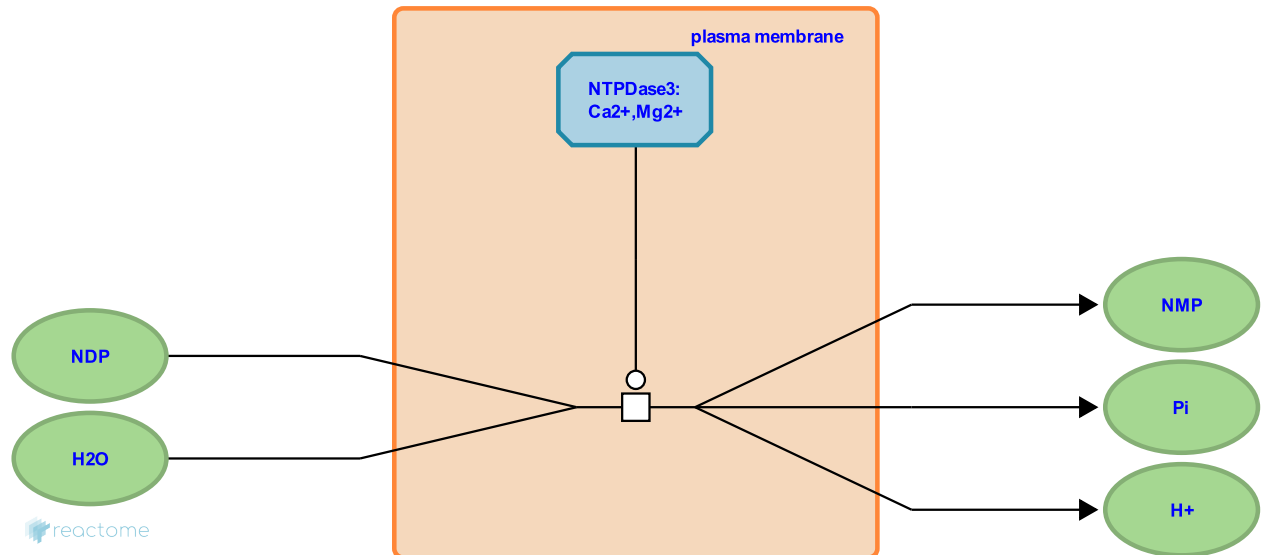 plasma membrane
NTPDase3:
Ca2+,Mg2+
NDP
H2O
NMP
Pi
H+
reactome